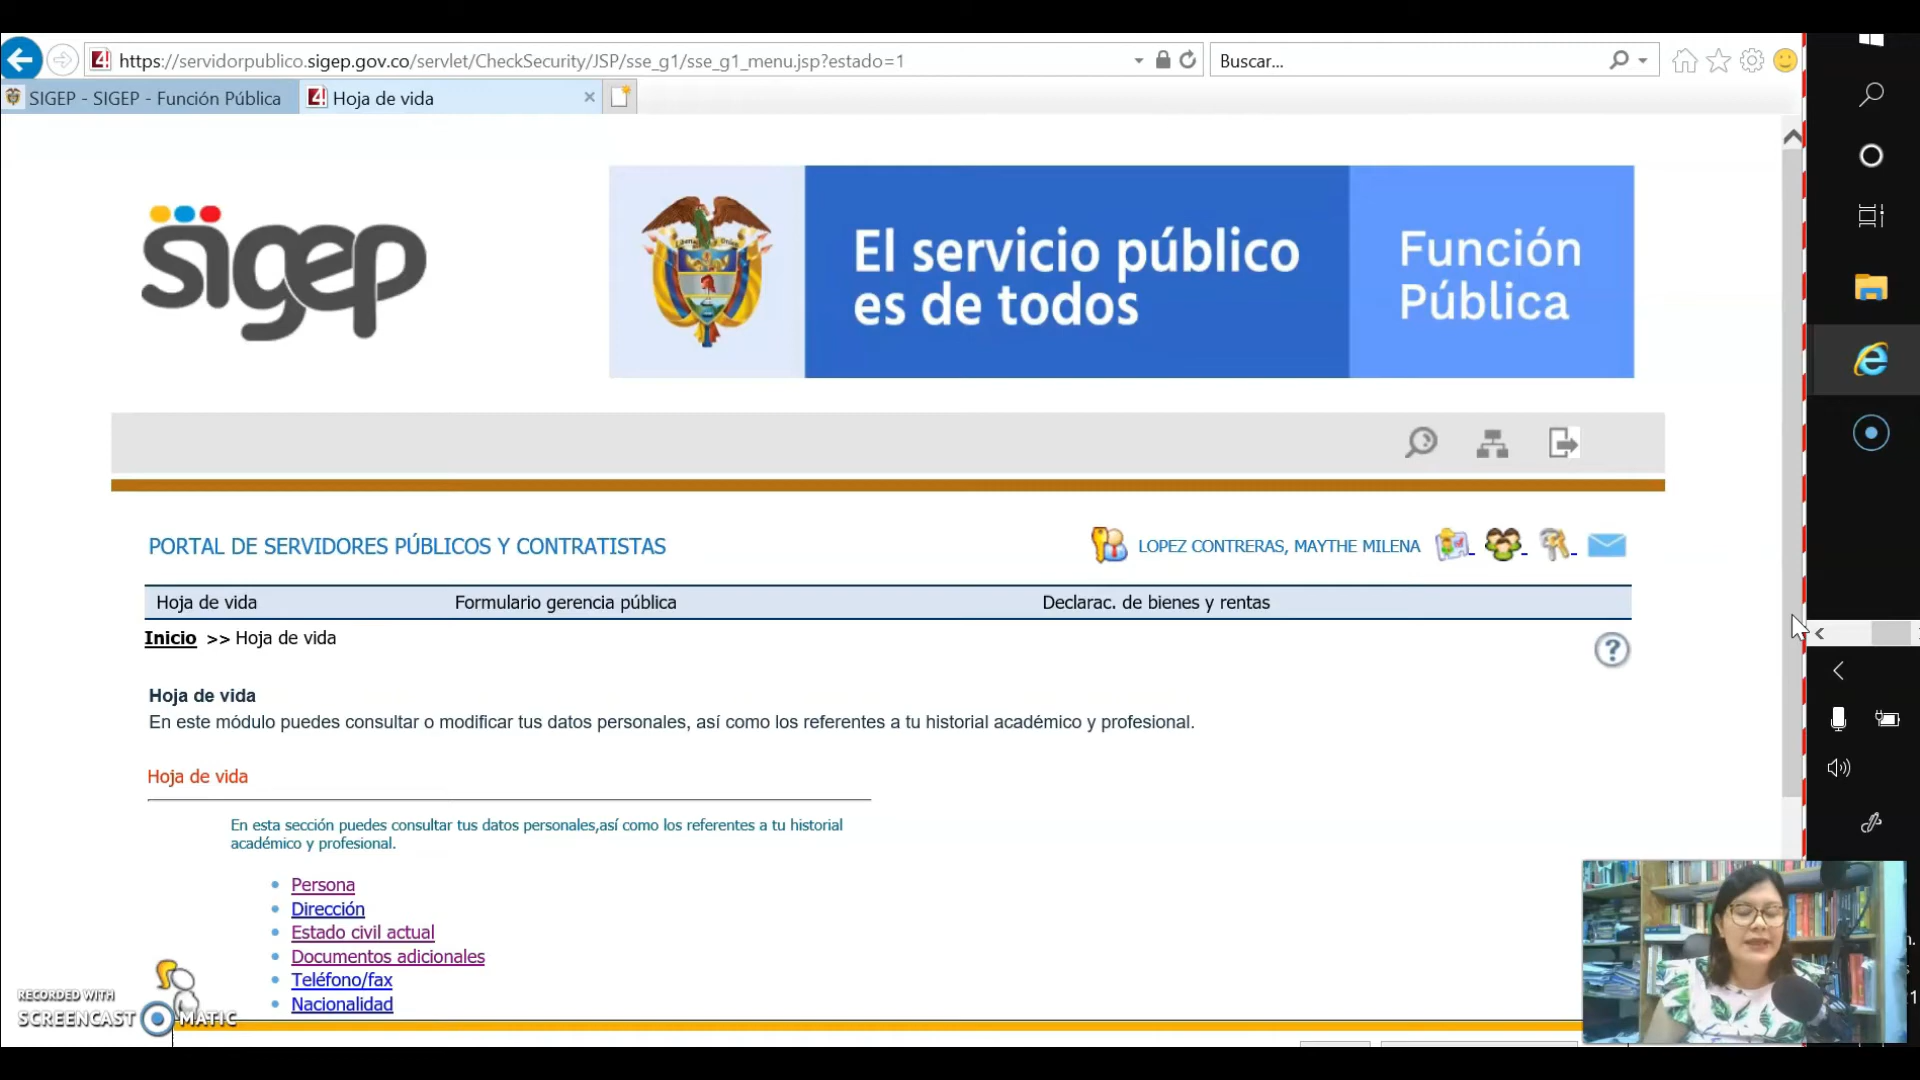 https://servidorpublico.sigep.gov.co/servlet/CheckSecurity/JSP/sse_g1/sse_g1_menu.jsp?estado=1
Buscar...
SIGEP - SIGEP - Función Pública
Hoja de vida
sigep
El servicio público
es de todos
Función
Pública
PORTAL DE SERVIDORES PÚBLICOS Y CONTRATISTAS
LOPEZ CONTRERAS, MAYTHE MILENA
Hoja de vida
Formulario gerencia pública
Declarac. de bienes y rentas
Inicio >> Hoja de vida
Hoja de vida
En este módulo puedes consultar o modificar tus datos personales, así como los referentes a tu historial académico y profesional.
Hoja de vida
En esta sección puedes consultar tus datos personales,así como los referentes a tu historial
académico y profesional.
Persona
Dirección
Estado civil actual
Documentos adicionales
Teléfono/fax
Nacionalidad
RECORDED WITH
SCREENCAST MATIC